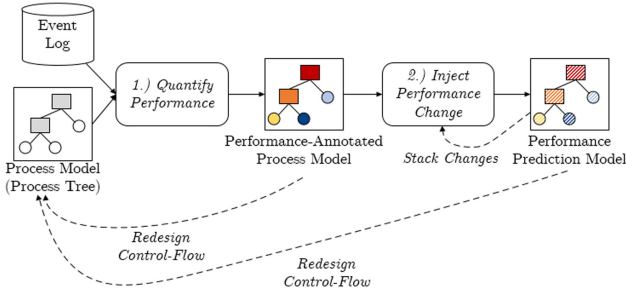 Event
Log
1.) Quantify
Performance
2.) Inject
Performance
Change
Process Model
(Process Tree)
Performance-Annotated
Process Model
Stack Changes
Performance
Prediction Model
Redesign
Control-Flow
Redesign
Control-Flow